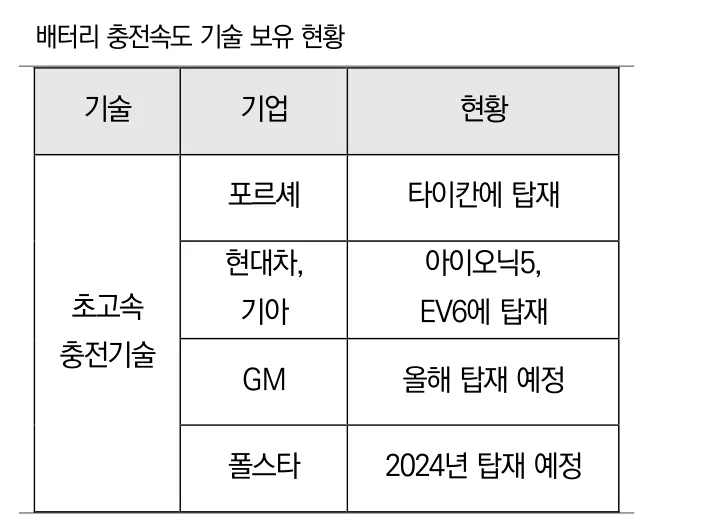 배터리 충전속도 기술 보유 현황
기술 기업 현황
포르셰 타이칸에 탑재
현대차, 아이오닉5,
기아 EV6에 탑재
초고속
충전기술
GM 올해 탑재 예정
폴스타 2024년 탑재 예정